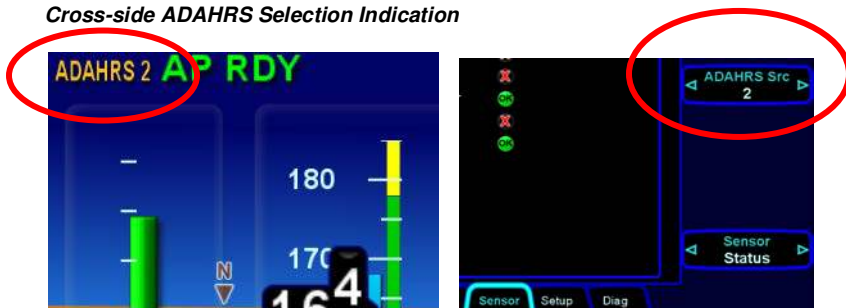 Cross-side ADAHRS Selection Indication
ADAHRS 2 AP RDY
180
170
164
N
X
OK
X
OK
ADAHRS Src
2
Sensor
Status
Sensor Setup Diag